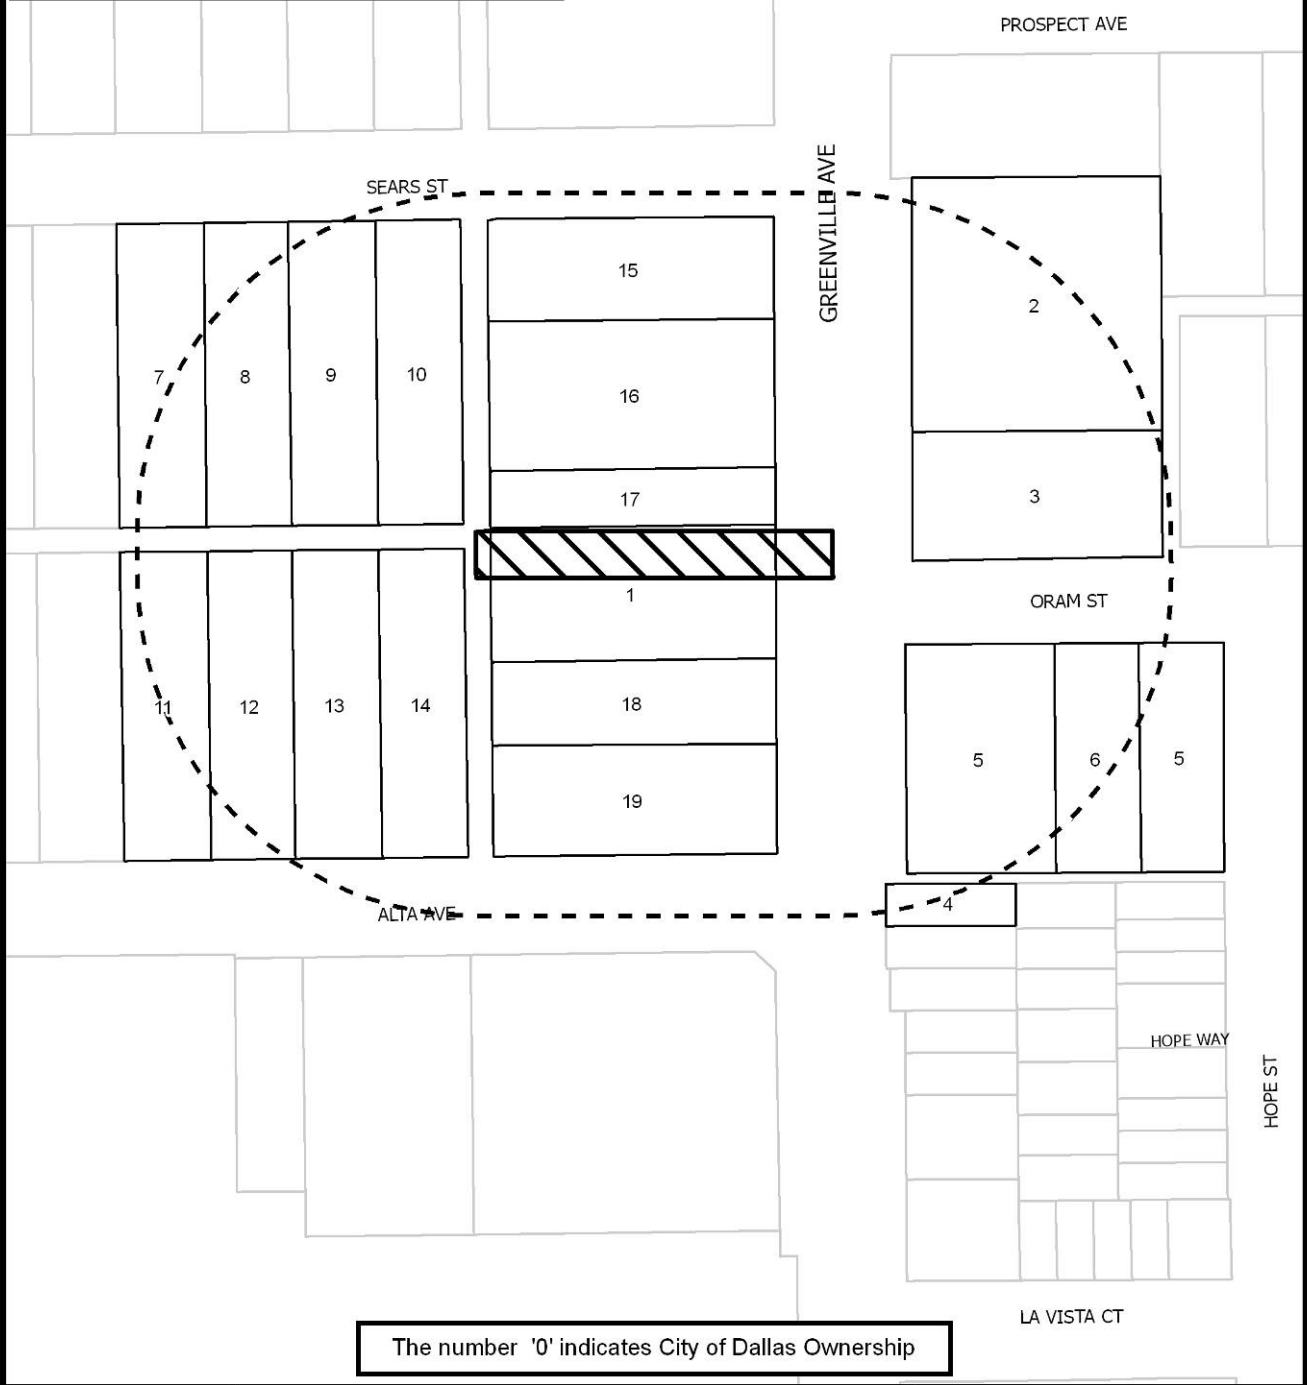 PROSPECT AVE
SEARS ST
GREENVILLE AVE
15
2
16
7
8
9
10
17
3
1
ORAM ST
11
12
13
14
18
5
6
5
19
4
ALTA AVE
HOPE WAY
HOPE ST
LA VISTA CT
The number '0' indicates City of Dallas Ownership